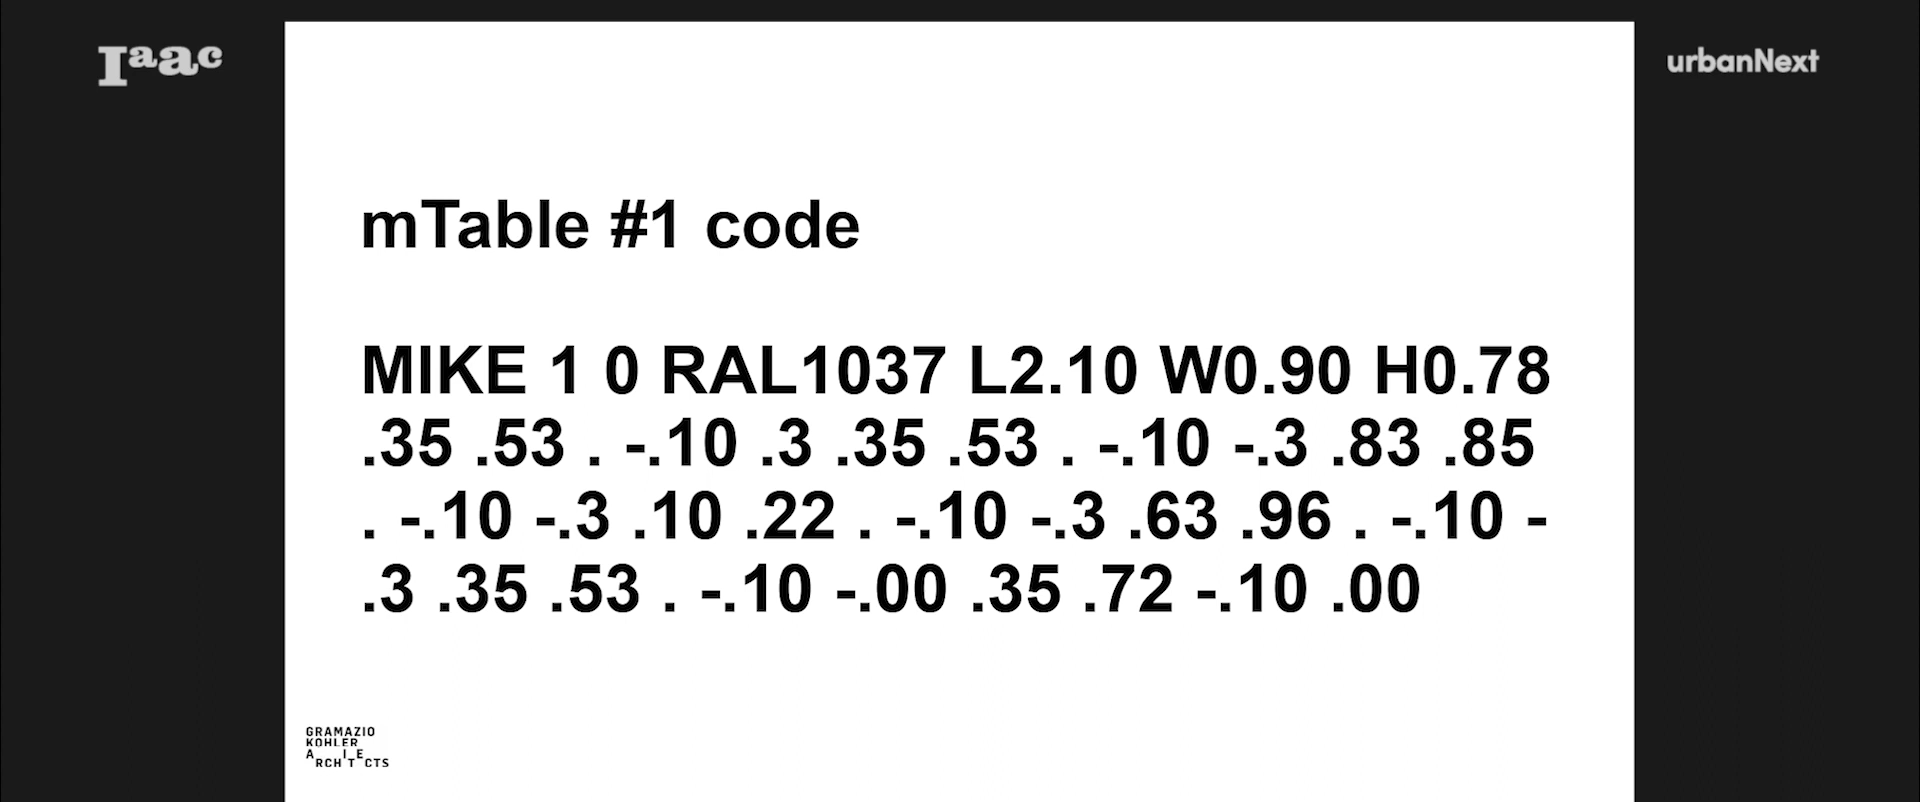 Iaac
urbanNext
mTable #1 code
MIKE 1 0 RAL1037 L2.10 W0.90 H0.78
.35 .53 . -.10 .3 .35 .53 . -.10 -.3 .83 .85
. -.10 -.3 .10 .22 . -.10 -.3 .63 .96 . -.10 -
.3 .35 .53 . -.10 -.00 .35 .72 -.10 .00
GRAMAZIO
KOHLER
A I E
RCH T CTS